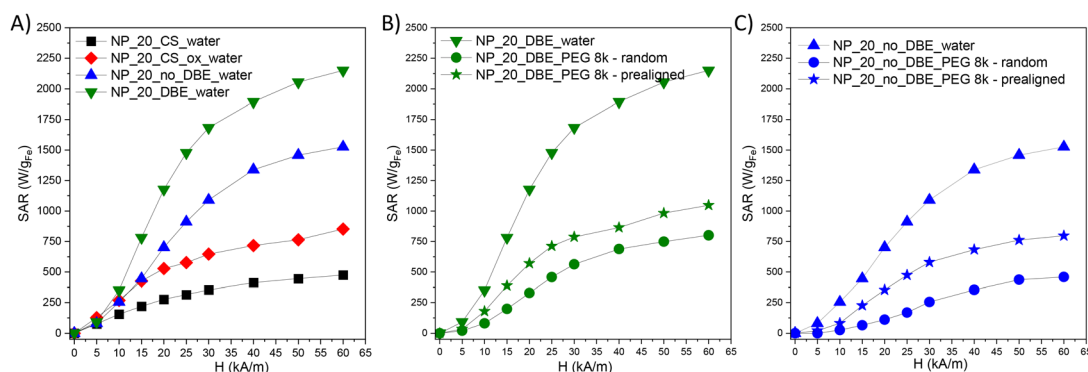 A)
2500
2250
2000
1750
1500
1250
1000
750
500
250
0
SAR (W/gFe)
NP_20_CS_water
NP_20_CS_ox_water
NP_20_no_DBE_water
NP_20_DBE_water
0 5 10 15 20 25 30 35 40 45 50 55 60 65
H (kA/m)
B)
2500
2250
2000
1750
1500
1250
1000
750
500
250
0
SAR (W/gFe)
NP_20_DBE_water
NP_20_DBE_PEG 8k - random
NP_20_DBE_PEG 8k - prealigned
0 5 10 15 20 25 30 35 40 45 50 55 60 65
H (kA/m)
C)
2500
2250
2000
1750
1500
1250
1000
750
500
250
0
SAR (W/gFe)
NP_20_no_DBE_water
NP_20_no_DBE_PEG 8k - random
NP_20_no_DBE_PEG 8k - prealigned
0 5 10 15 20 25 30 35 40 45 50 55 60 65
H (kA/m)